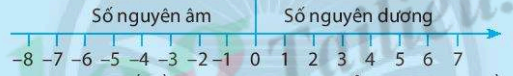 Số nguyên âm Số nguyên dương
–8 –7 –6 –5 –4 –3 –2 –1 0 1 2 3 4 5 6 7